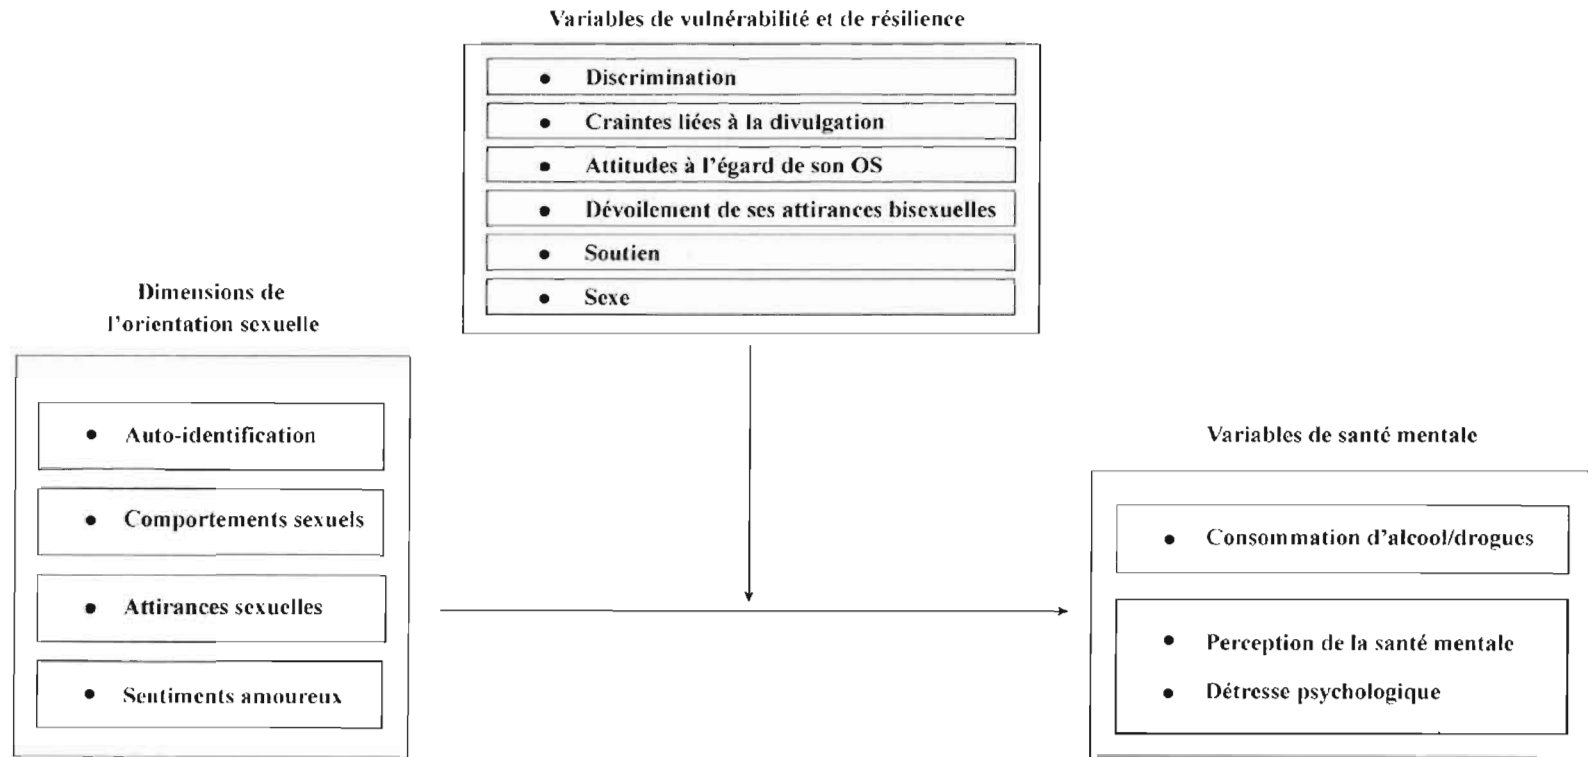 Variables de vulnérabilité et de résilience
• Discrimination
• Craintes liées à la divulgation
• Attitudes à l'égard de son OS
• Dévoilement de ses attirances bisexuelles
• Soutien
• Sexe
Dimensions de
l'orientation sexuelle
• Auto-identification
• Comportements sexuels
• Attirances sexuelles
• Sentiments amoureux
Variables de santé mentale
• Consommation d'alcool/drogues
• Perception de la santé mentale
• Détresse psychologique